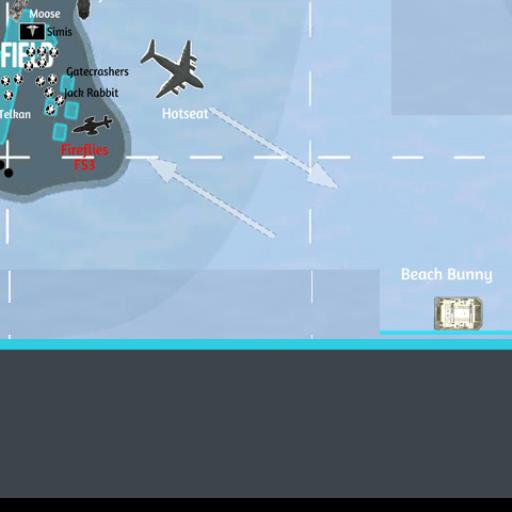 Moose
Simis
FIELD
Gatecrashers
Jack Rabbit
Telkan
Hotseat
Fireflies
FS3
Beach Bunny